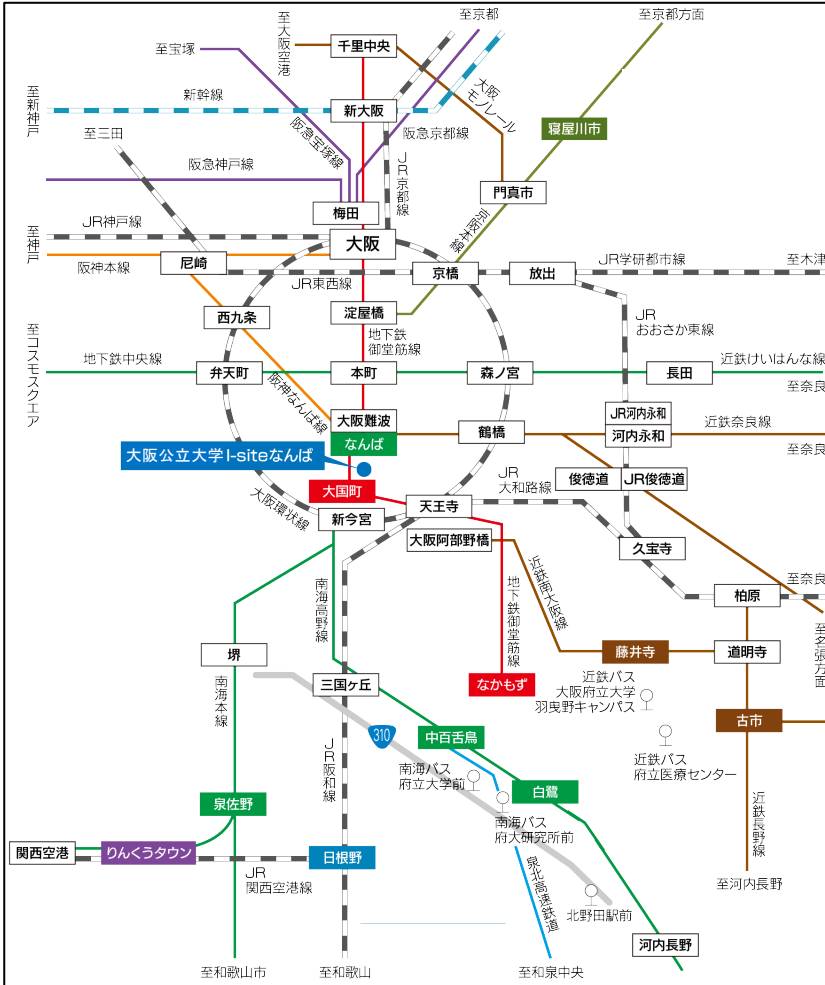 至京都
至大阪空港
至京都方面
千里中央
至宝塚
大阪
モノレール
新幹線
至新神戸
新大阪
寝屋川市
阪急宝塚線
阪急京都線
至三田
阪急神戸線
JR京都線
門真市
梅田
JR神戸線
京阪本線
大阪
至神戸
阪神本線
尼崎
京橋
放出
JR学研都市線
至木津
JR東西線
西九条
淀屋橋
JR
おおさか東線
地下鉄
御堂筋線
至コスモスクエア
地下鉄中央線
近鉄けいはんな線
弁天町
本町
森ノ宮
長田
至奈良
阪神なんば線
大阪難波
JR河内永和
近鉄奈良線
なんば
鶴橋
河内永和
至奈良
大阪公立大学I-siteなんば
JR
大和路線
俊徳道
JR俊徳道
大国町
大阪環状線
新今宮
天王寺
大阪阿部野橋
久宝寺
近鉄南大阪線
至奈良
南海高野線
地下鉄御堂筋線
柏原
至名張方面
堺
藤井寺
道明寺
南海本線
三国ヶ丘
なかもず
近鉄バス
大阪府立大学
羽曳野キャンパス
古市
310
中百舌鳥
近鉄バス
府立医療センター
JR阪和線
南海バス
府立大学前
白鷺
泉佐野
南海バス
府大研究所前
近鉄長野線
関西空港
りんくうタウン
日根野
JR
関西空港線
泉北高速鉄道
至河内長野
北野田駅前
河内長野
至和歌山市
至和歌山
至和泉中央